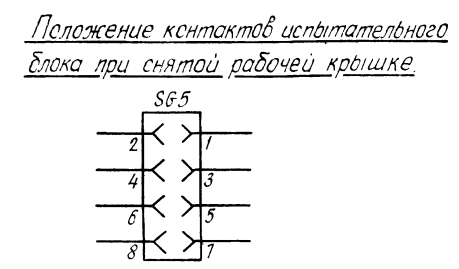 Положение контактов испытательного
блока при снятой рабочей крышке.
SG5
2 1
4 3
6 5
8 7